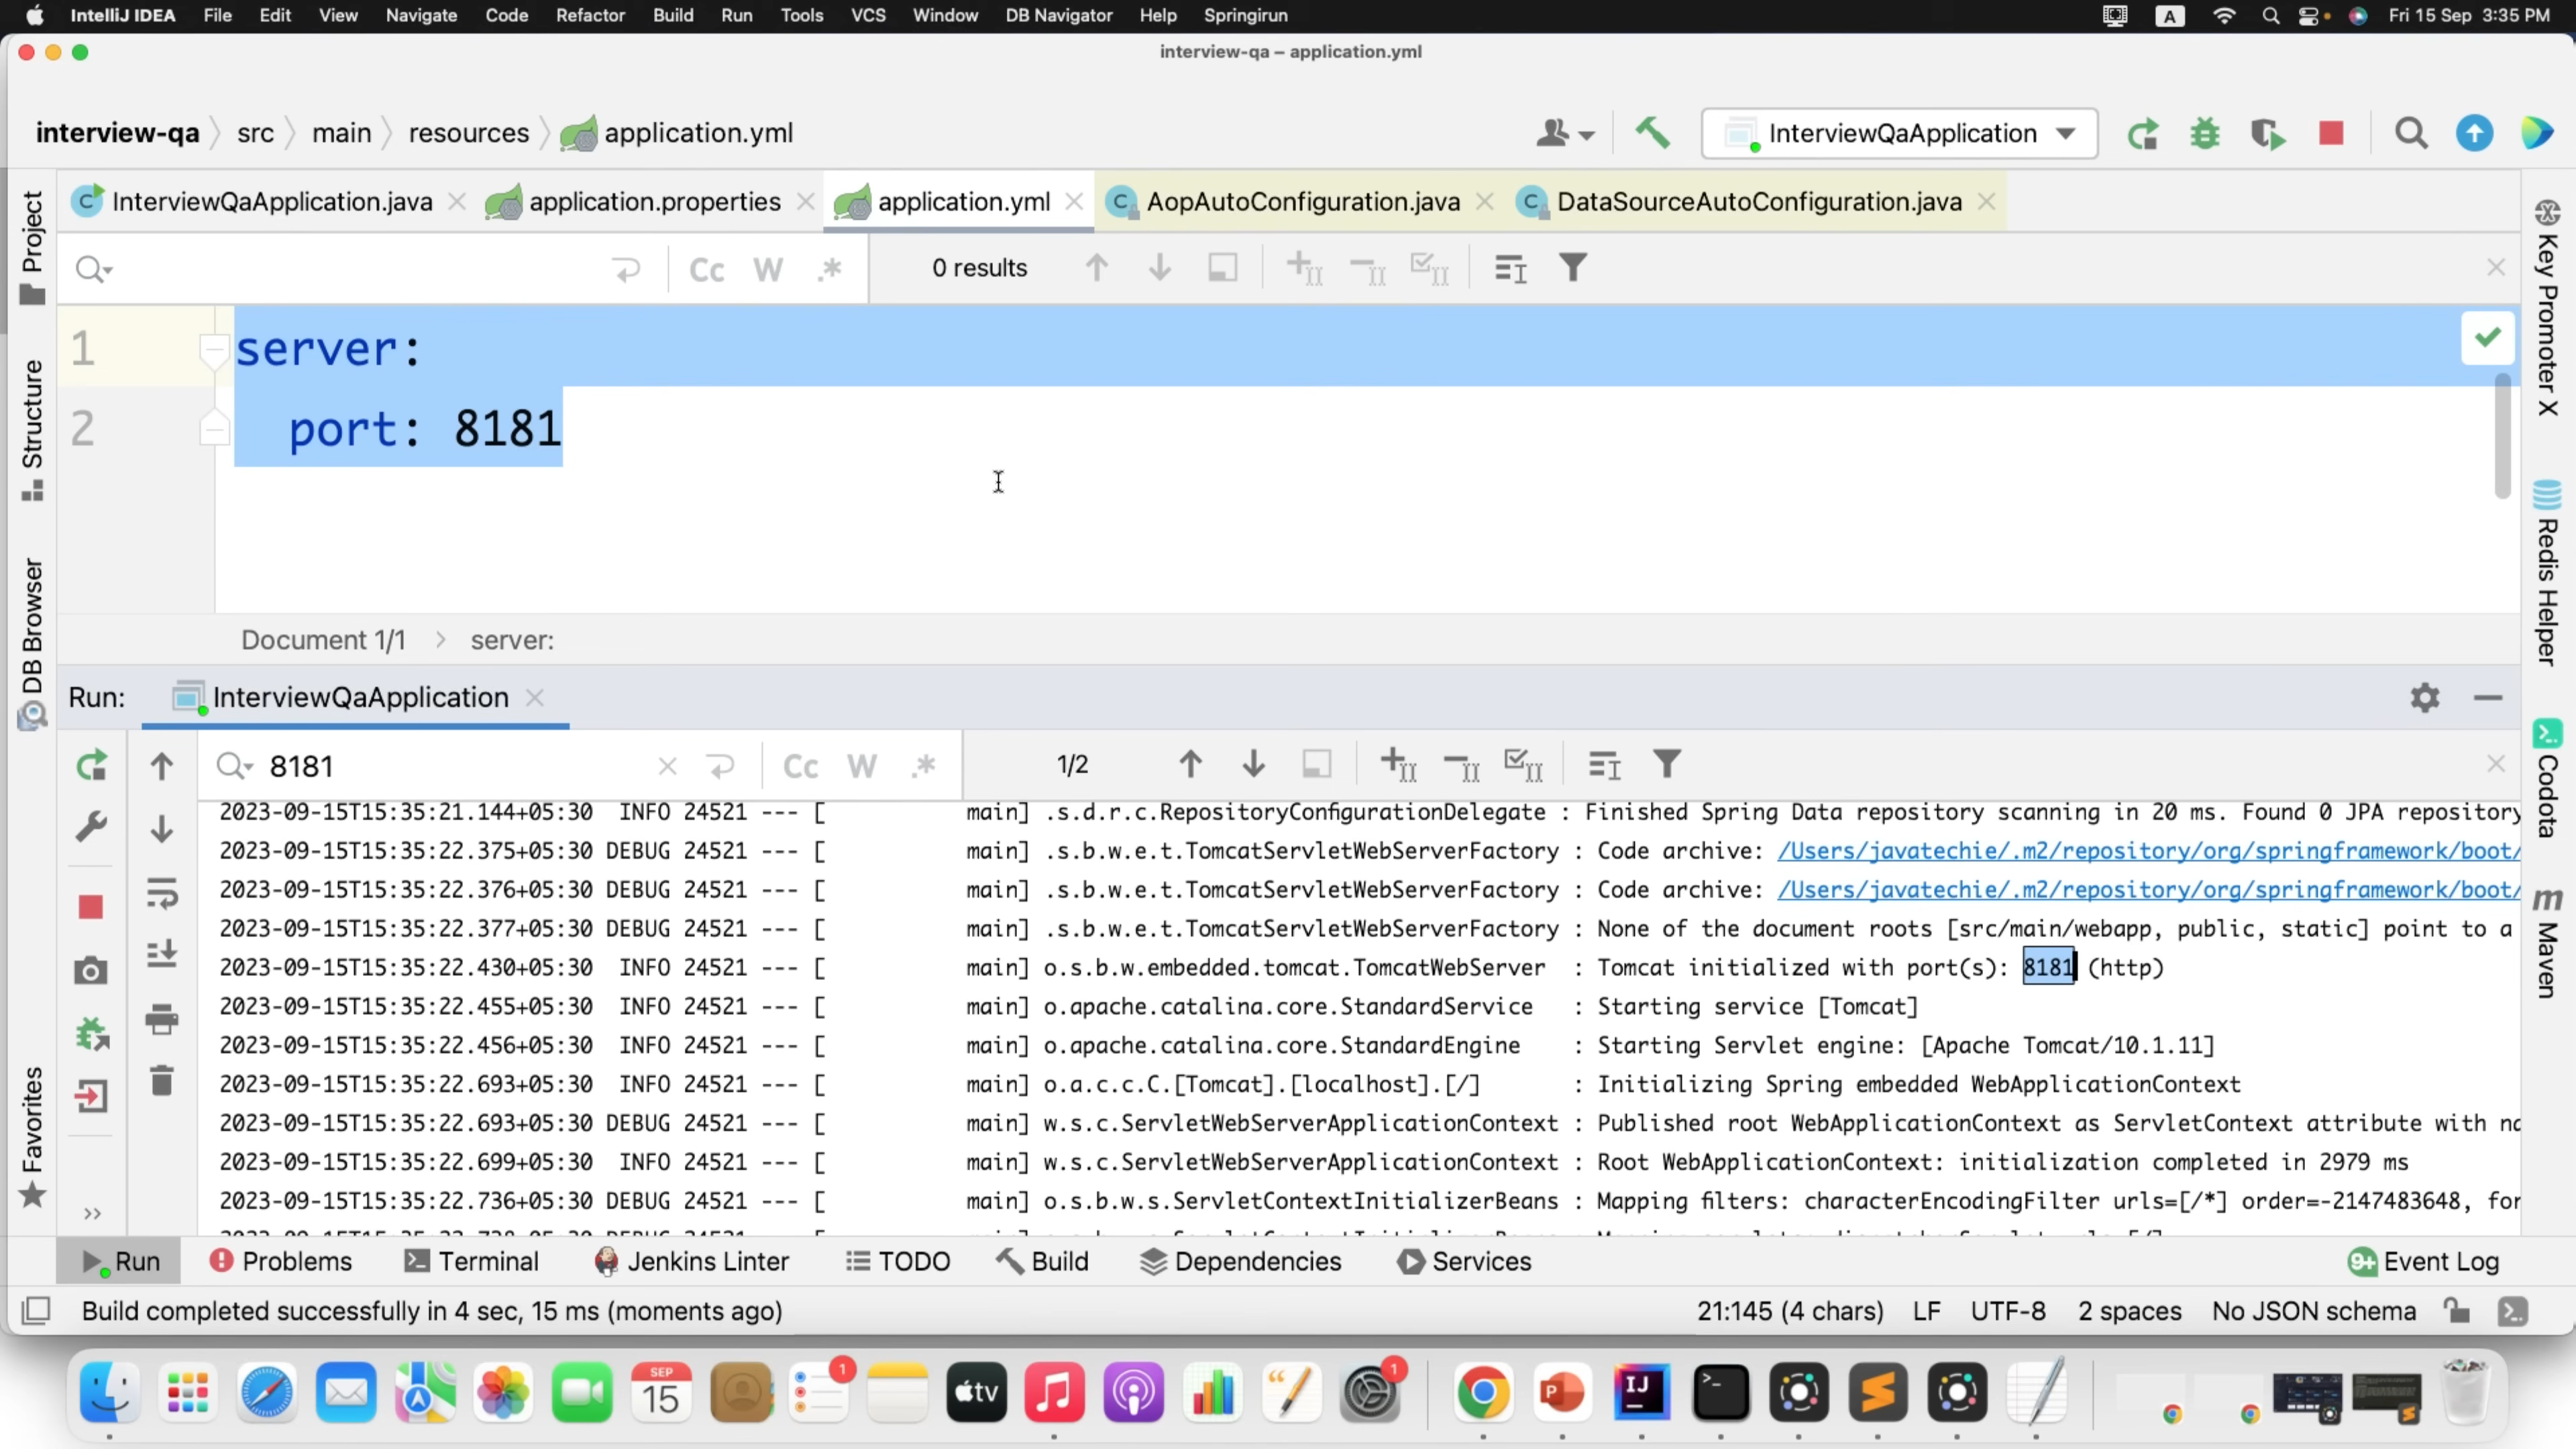 IntelliJ IDEA File Edit View Navigate Code Refactor Build Run Tools VCS Window DB Navigator Help Springirun A Fri 15 Sep 3:35 PM
interview-qa – application.yml
interview-qa src main resources application.yml InterviewQaApplication
InterviewQaApplication.java application.properties application.yml AopAutoConfiguration.java DataSourceAutoConfiguration.java
Cc W .* 0 results
1 server:
2 port: 8181
Document 1/1 server:
Run: InterviewQaApplication
8181 Cc W .* 1/2
2023-09-15T15:35:21.144+05:30 INFO 24521 --- [ main] .s.d.r.c.RepositoryConfigurationDelegate : Finished Spring Data repository scanning in 20 ms. Found 0 JPA repository
2023-09-15T15:35:22.375+05:30 DEBUG 24521 --- [ main] .s.b.w.e.t.TomcatServletWebServerFactory : Code archive: /Users/javatechie/.m2/repository/org/springframework/boot/
2023-09-15T15:35:22.376+05:30 DEBUG 24521 --- [ main] .s.b.w.e.t.TomcatServletWebServerFactory : Code archive: /Users/javatechie/.m2/repository/org/springframework/boot/
2023-09-15T15:35:22.377+05:30 DEBUG 24521 --- [ main] .s.b.w.e.t.TomcatServletWebServerFactory : None of the document roots [src/main/webapp, public, static] point to a
2023-09-15T15:35:22.430+05:30 INFO 24521 --- [ main] o.s.b.w.embedded.tomcat.TomcatWebServer : Tomcat initialized with port(s): 8181 (http)
2023-09-15T15:35:22.455+05:30 INFO 24521 --- [ main] o.apache.catalina.core.StandardService : Starting service [Tomcat]
2023-09-15T15:35:22.456+05:30 INFO 24521 --- [ main] o.apache.catalina.core.StandardEngine : Starting Servlet engine: [Apache Tomcat/10.1.11]
2023-09-15T15:35:22.693+05:30 INFO 24521 --- [ main] o.a.c.c.C.[Tomcat].[localhost].[/] : Initializing Spring embedded WebApplicationContext
2023-09-15T15:35:22.693+05:30 DEBUG 24521 --- [ main] w.s.c.ServletWebServerApplicationContext : Published root WebApplicationContext as ServletContext attribute with na
2023-09-15T15:35:22.699+05:30 INFO 24521 --- [ main] w.s.c.ServletWebServerApplicationContext : Root WebApplicationContext: initialization completed in 2979 ms
2023-09-15T15:35:22.736+05:30 DEBUG 24521 --- [ main] o.s.b.w.s.ServletContextInitializerBeans : Mapping filters: characterEncodingFilter urls=[/*] order=-2147483648, for
Run Problems Terminal Jenkins Linter TODO Build Dependencies Services 9+ Event Log
Build completed successfully in 4 sec, 15 ms (moments ago) 21:145 (4 chars) LF UTF-8 2 spaces No JSON schema
Project
Structure
DB Browser
Favorites
Key Promoter X
Redis Helper
Codota
m Maven
SEP
15
1
tv
1
P
IJ